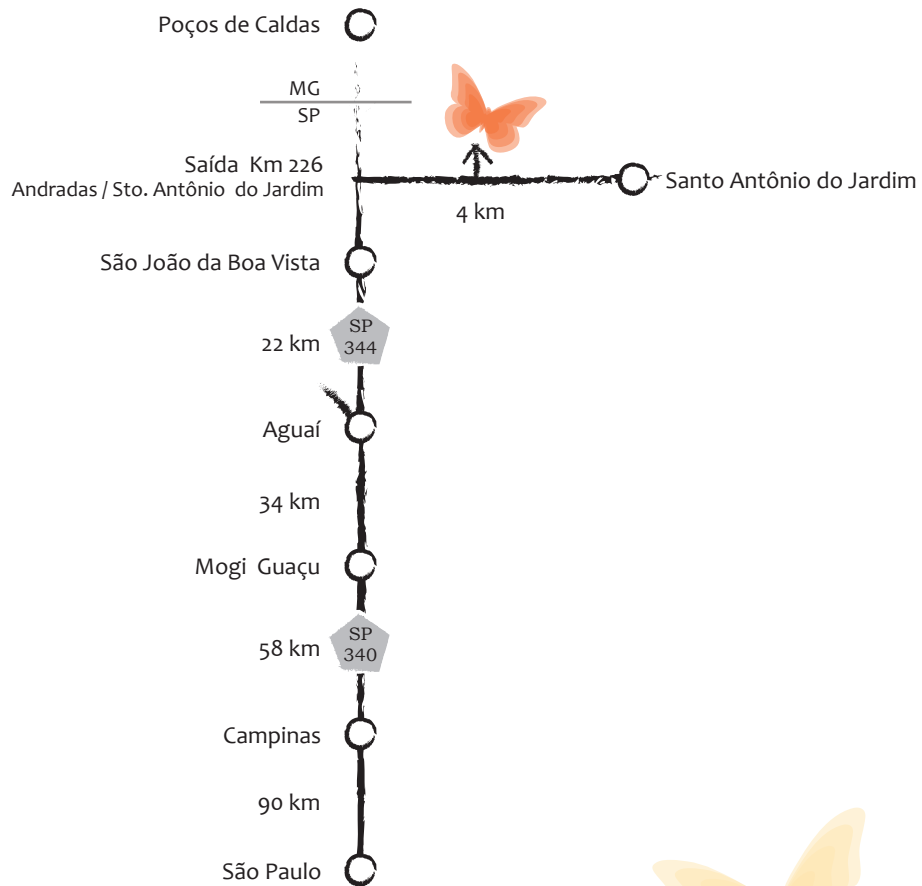 Poços de Caldas
MG
SP
Saída Km 226
Andradas / Sto. Antônio do Jardim
Santo Antônio do Jardim
4 km
São João da Boa Vista
SP
344
22 km
Aguaí
34 km
Mogi Guaçu
SP
340
58 km
Campinas
90 km
São Paulo